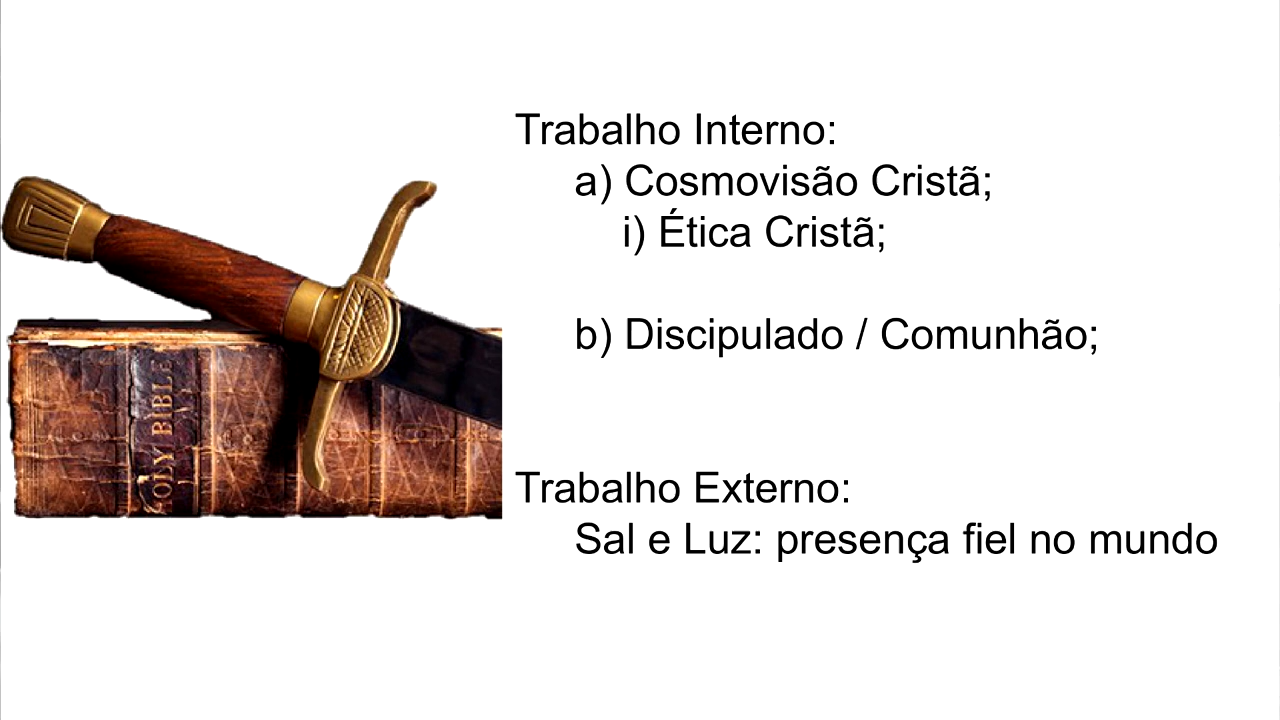 HOLY BIBLE
Trabalho Interno:
a) Cosmovisão Cristã;
i) Ética Cristã;
b) Discipulado / Comunhão;
Trabalho Externo:
Sal e Luz: presença fiel no mundo